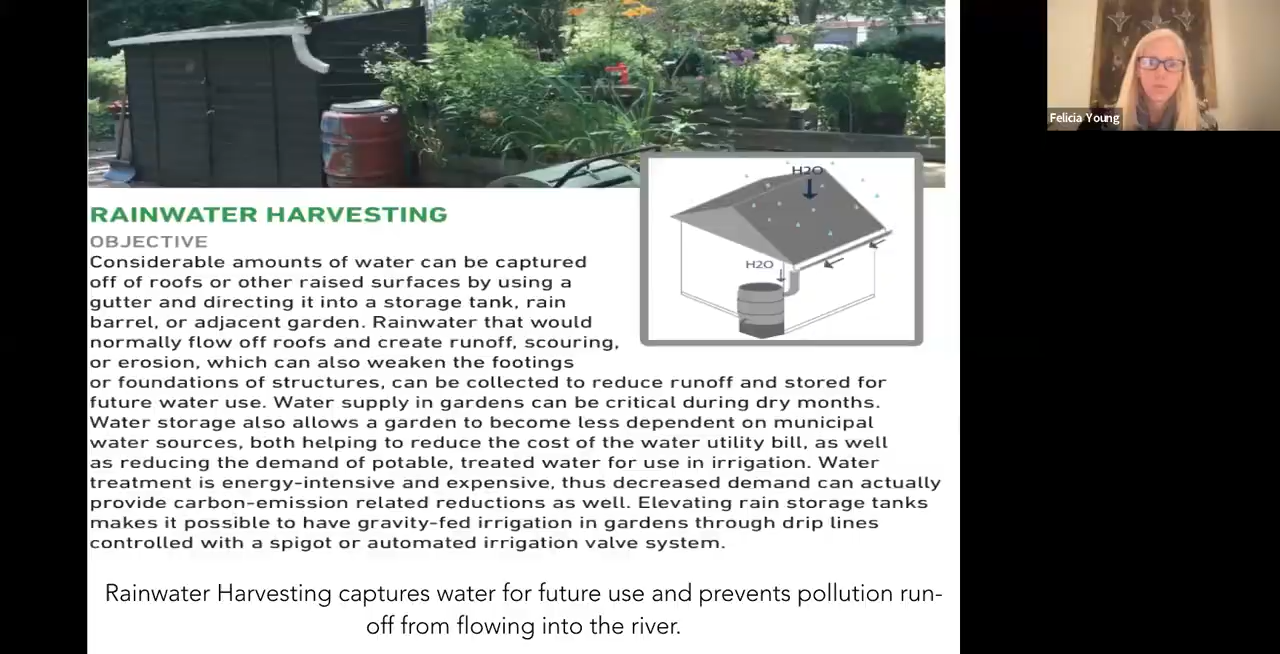 Felicia Young
H2O
H2O
RAINWATER HARVESTING
OBJECTIVE
Considerable amounts of water can be captured
off of roofs or other raised surfaces by using a
gutter and directing it into a storage tank, rain
barrel, or adjacent garden. Rainwater that would
normally flow off roofs and create runoff, scouring,
or erosion, which can also weaken the footings
or foundations of structures, can be collected to reduce runoff and stored for
future water use. Water supply in gardens can be critical during dry months.
Water storage also allows a garden to become less dependent on municipal
water sources, both helping to reduce the cost of the water utility bill, as well
as reducing the demand of potable, treated water for use in irrigation. Water
treatment is energy-intensive and expensive, thus decreased demand can actually
provide carbon-emission related reductions as well. Elevating rain storage tanks
makes it possible to have gravity-fed irrigation in gardens through drip lines
controlled with a spigot or automated irrigation valve system.
Rainwater Harvesting captures water for future use and prevents pollution run-
off from flowing into the river.